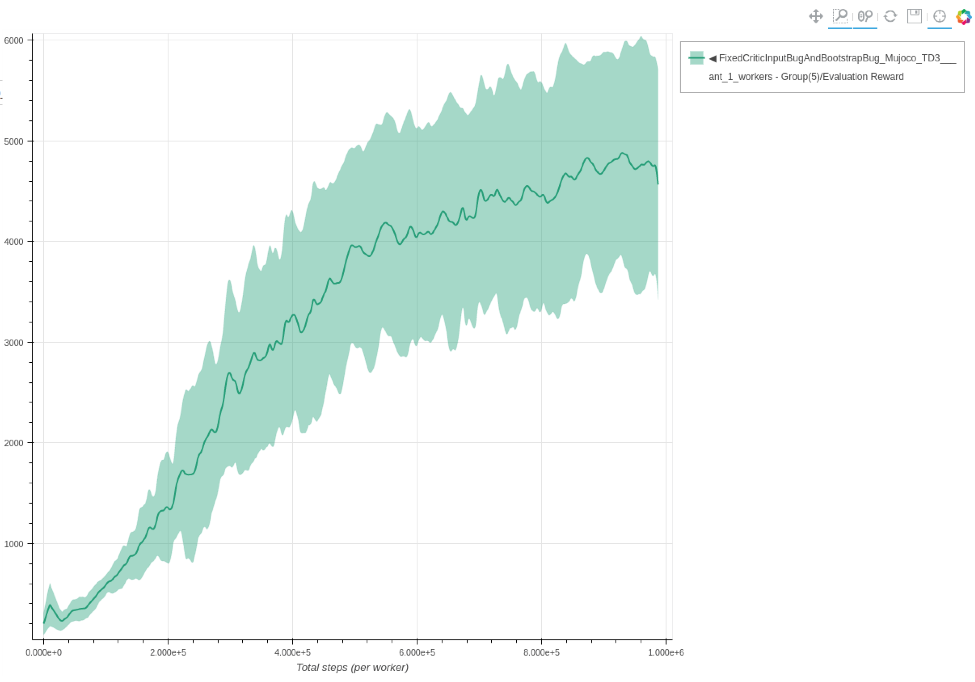 ◀ FixedCriticInputBugAndBootstrapBug_Mujoco_TD3___
ant_1_workers - Group(5)/Evaluation Reward
6000
5000
4000
3000
2000
1000
0.000e+0 2.000e+5 4.000e+5 6.000e+5 8.000e+5 1.000e+6
Total steps (per worker)